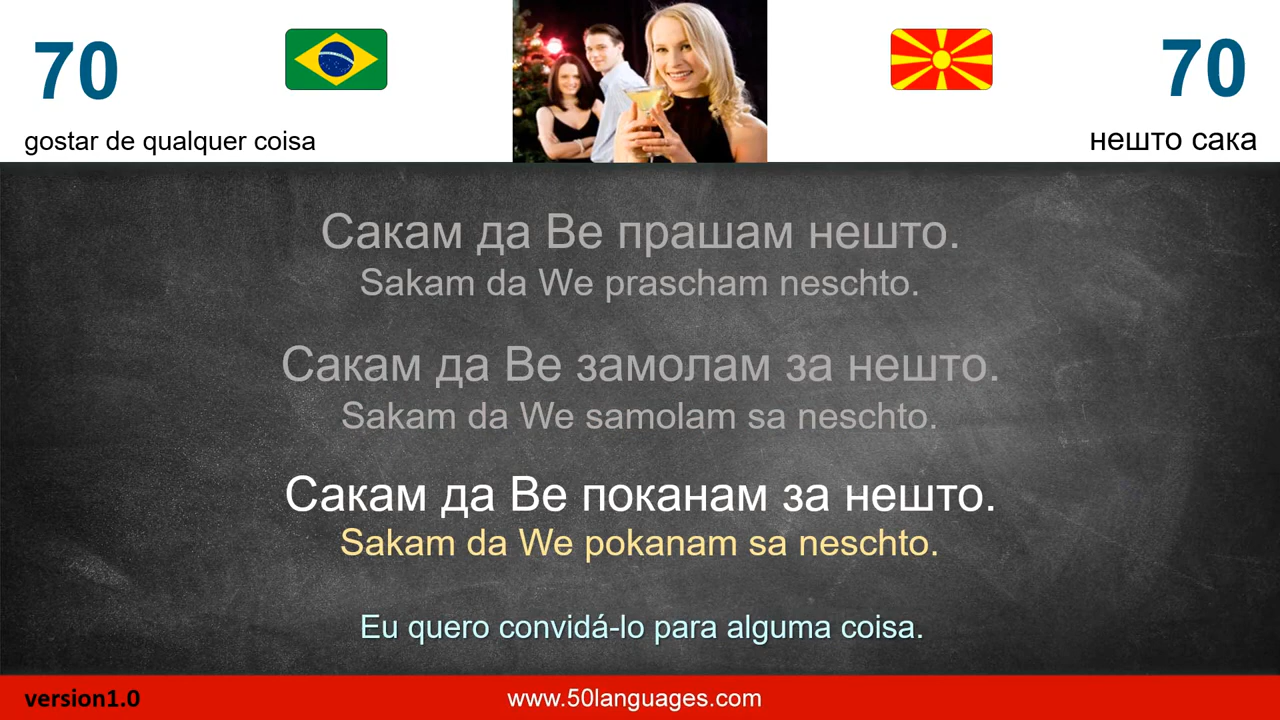 70
70
gostar de qualquer coisa
нешто сака
Сакам да Ве прашам нешто.
Sakam da We prascham neschto.
Сакам да Ве замолам за нешто.
Sakam da We samolam sa neschto.
Сакам да Ве поканам за нешто.
Sakam da We pokanam sa neschto.
Eu quero convidá-lo para alguma coisa.
version1.0
www.50languages.com